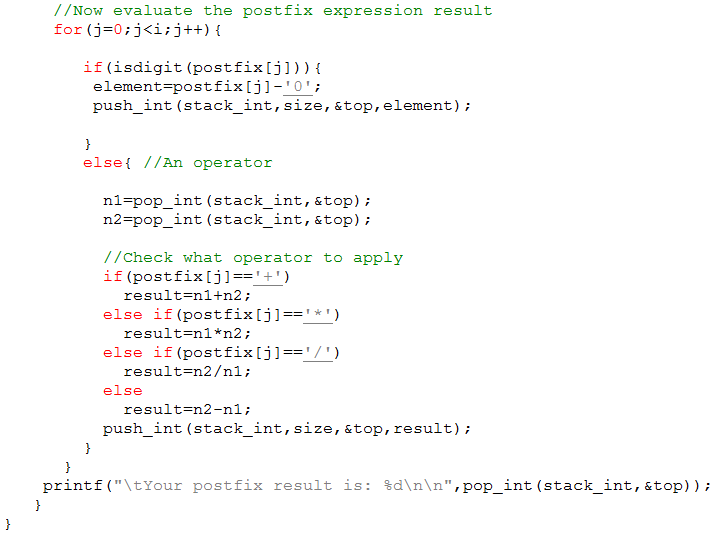 //Now evaluate the postfix expression result
for(j=0;j<i;j++){
if(isdigit(postfix[j])){
element=postfix[j]-'0';
push_int(stack_int,size,&top,element);
}
else{ //An operator
n1=pop_int(stack_int,&top);
n2=pop_int(stack_int,&top);
//Check what operator to apply
if(postfix[j]=='+')
result=n1+n2;
else if(postfix[j]=='*')
result=n1*n2;
else if(postfix[j]=='/')
result=n2/n1;
else
result=n2-n1;
push_int(stack_int,size,&top,result);
}
}
printf("\tYour postfix result is: %d\n\n",pop_int(stack_int,&top));
}
}